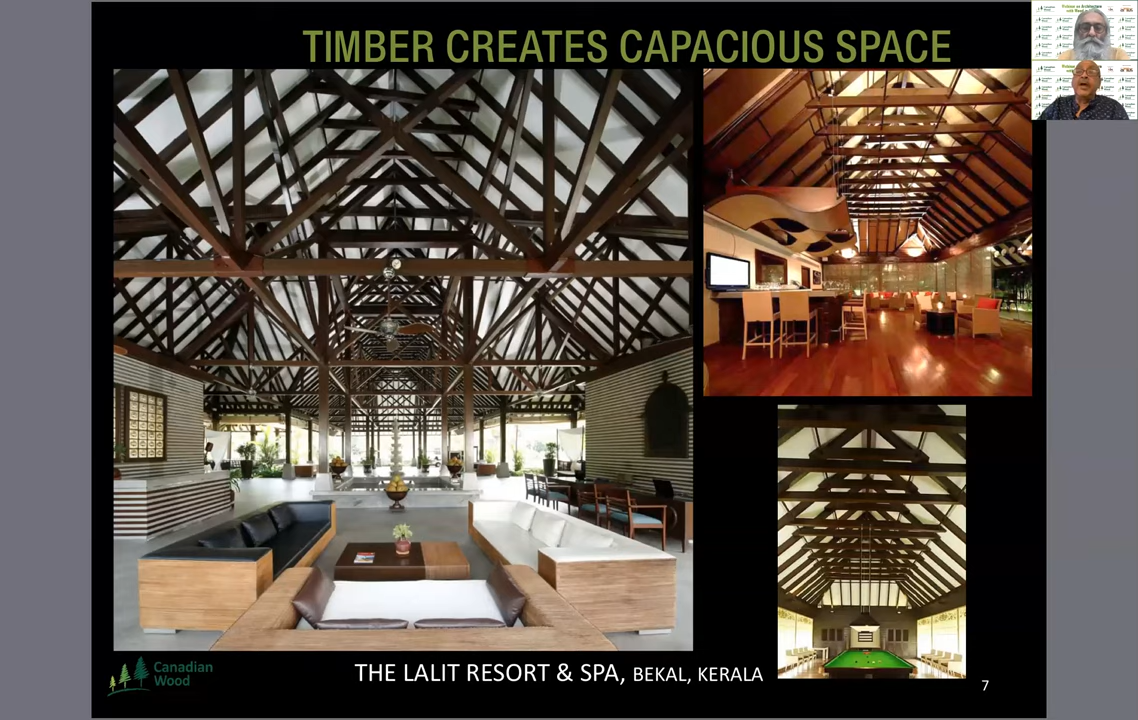 TIMBER CREATES CAPACIOUS SPACE
Canadian
Wood
THE LALIT RESORT & SPA, BEKAL, KERALA
7